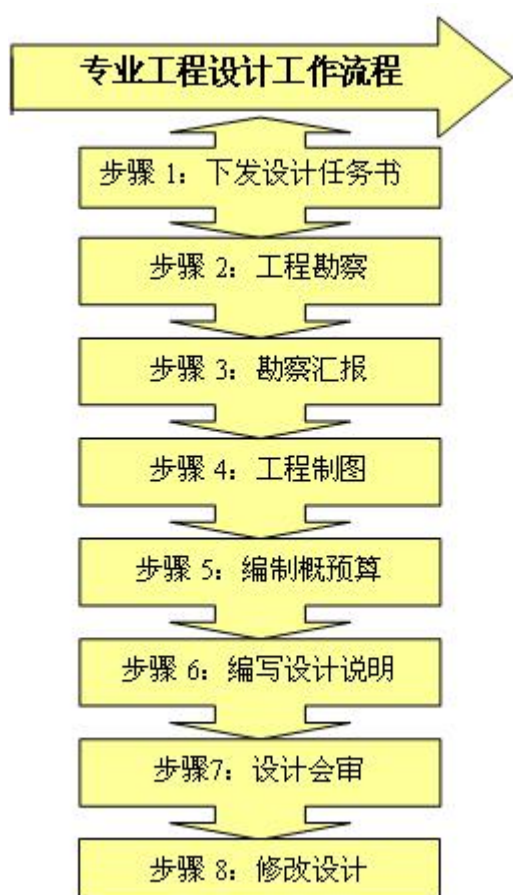 专业工程设计工作流程
步骤 1：下发设计任务书
步骤 2：工程勘察
步骤 3：勘察汇报
步骤 4：工程制图
步骤 5：编制概预算
步骤 6：编写设计说明
步骤7：设计会审
步骤 8：修改设计